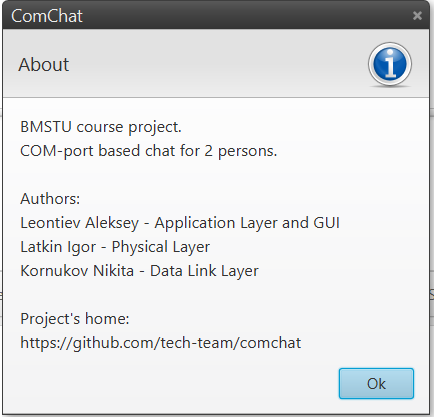 ComChat
About
BMSTU course project.
COM-port based chat for 2 persons.
Authors:
Leontiev Aleksey - Application Layer and GUI
Latkin Igor - Physical Layer
Kornukov Nikita - Data Link Layer
Project's home:
https://github.com/tech-team/comchat
Ok